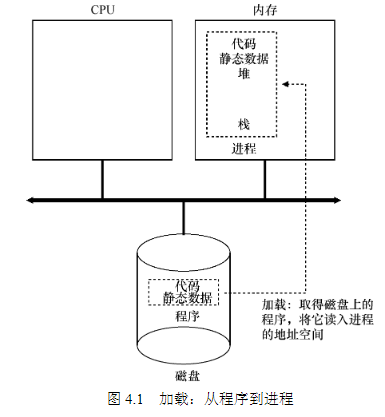 CPU
内存
代码
静态数据
堆
栈
进程
代码
静态数据
程序
加载：取得磁盘上的
程序，将它读入进程
的地址空间
磁盘
图 4.1 加载：从程序到进程